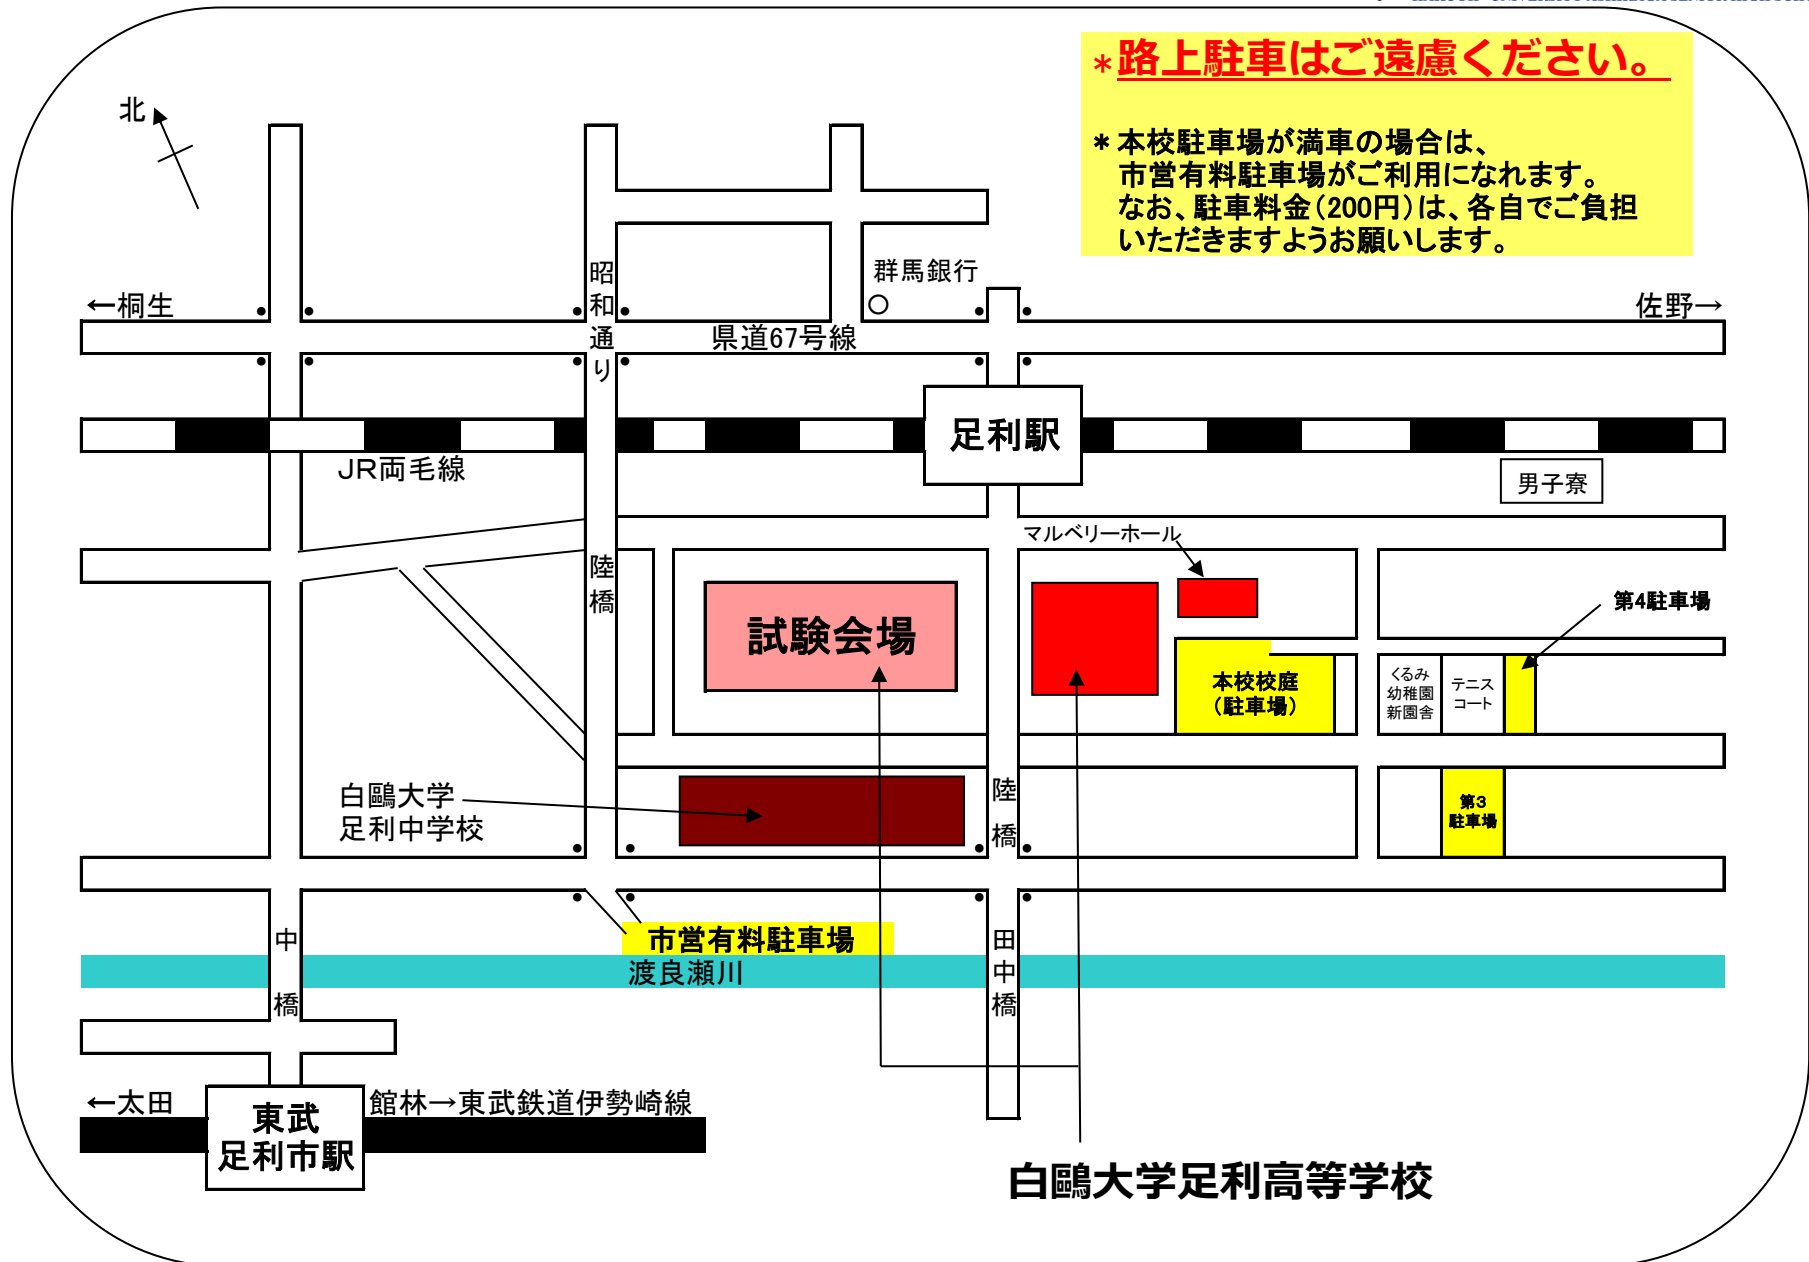 *路上駐車はご遠慮ください。
*本校駐車場が満車の場合は、
市営有料駐車場がご利用になれます。
なお、駐車料金(200円)は、各自でご負担
いただきますようお願いします。
北
昭和通り
群馬銀行
←桐生
佐野→
県道67号線
足利駅
JR両毛線
男子寮
マルベリーホール
陸橋
第4駐車場
試験会場
本校校庭
(駐車場)
くるみ
幼稚園
新園舎
テニス
コート
白鷗大学
足利中学校
陸橋
第3
駐車場
市営有料駐車場
中橋
田中橋
渡良瀬川
←太田
東武
足利市駅
館林→東武鉄道伊勢崎線
白鷗大学足利高等学校